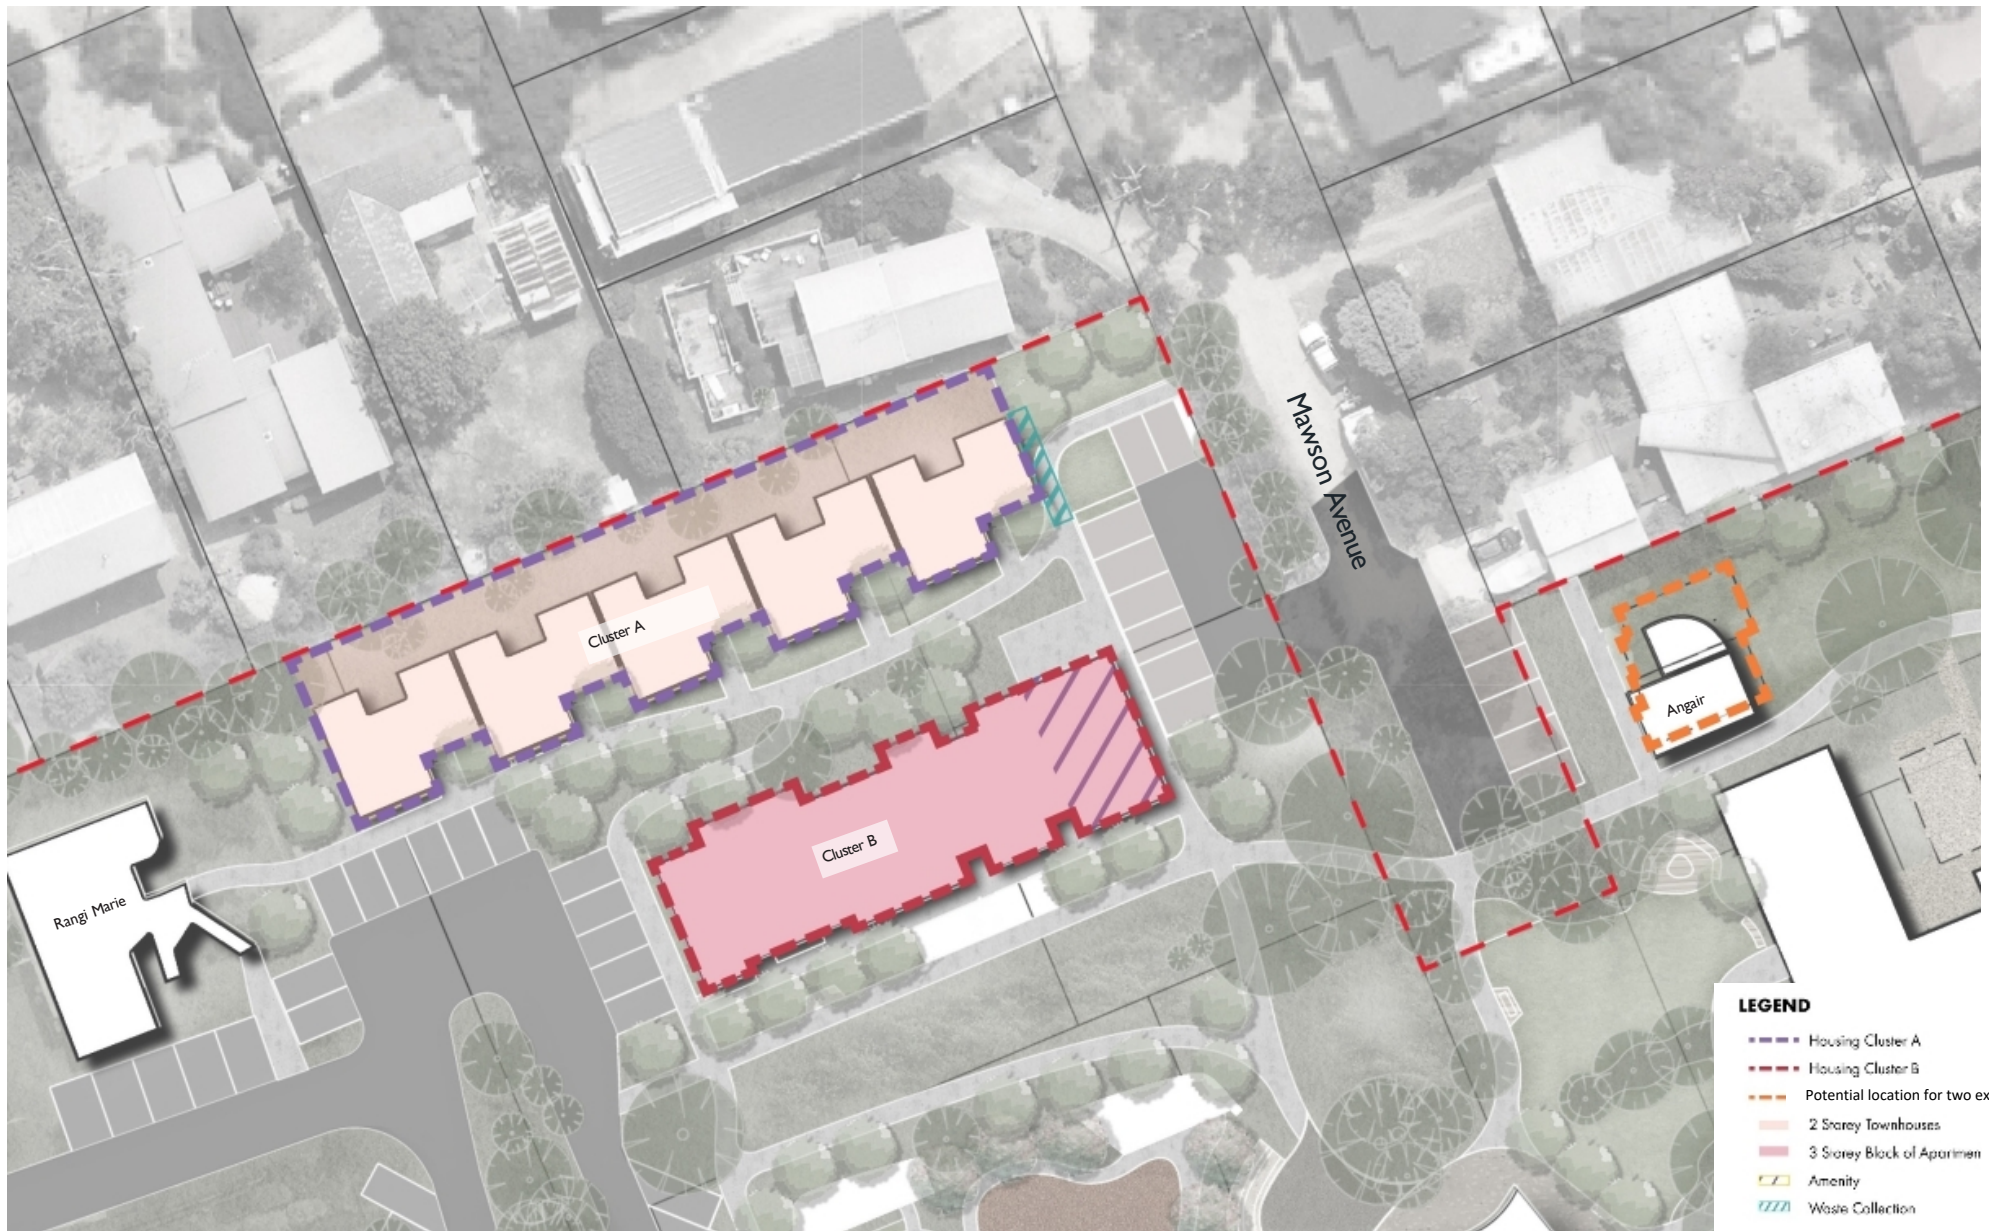 Mawson Avenue
Cluster A
Angair
Cluster B
Rangi Marie
LEGEND
Housing Cluster A
Housing Cluster B
Potential location for two ex
2 Storey Townhouses
3 Storey Block of Apartmen
Amenity
Waste Collection